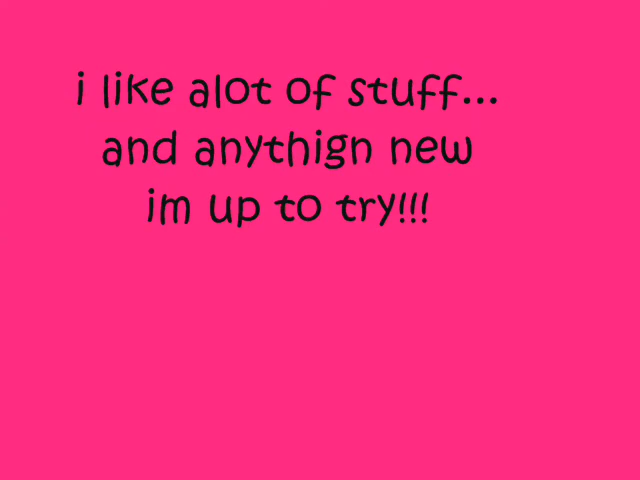 i like alot of stuff...
and anythign new
im up to try!!!